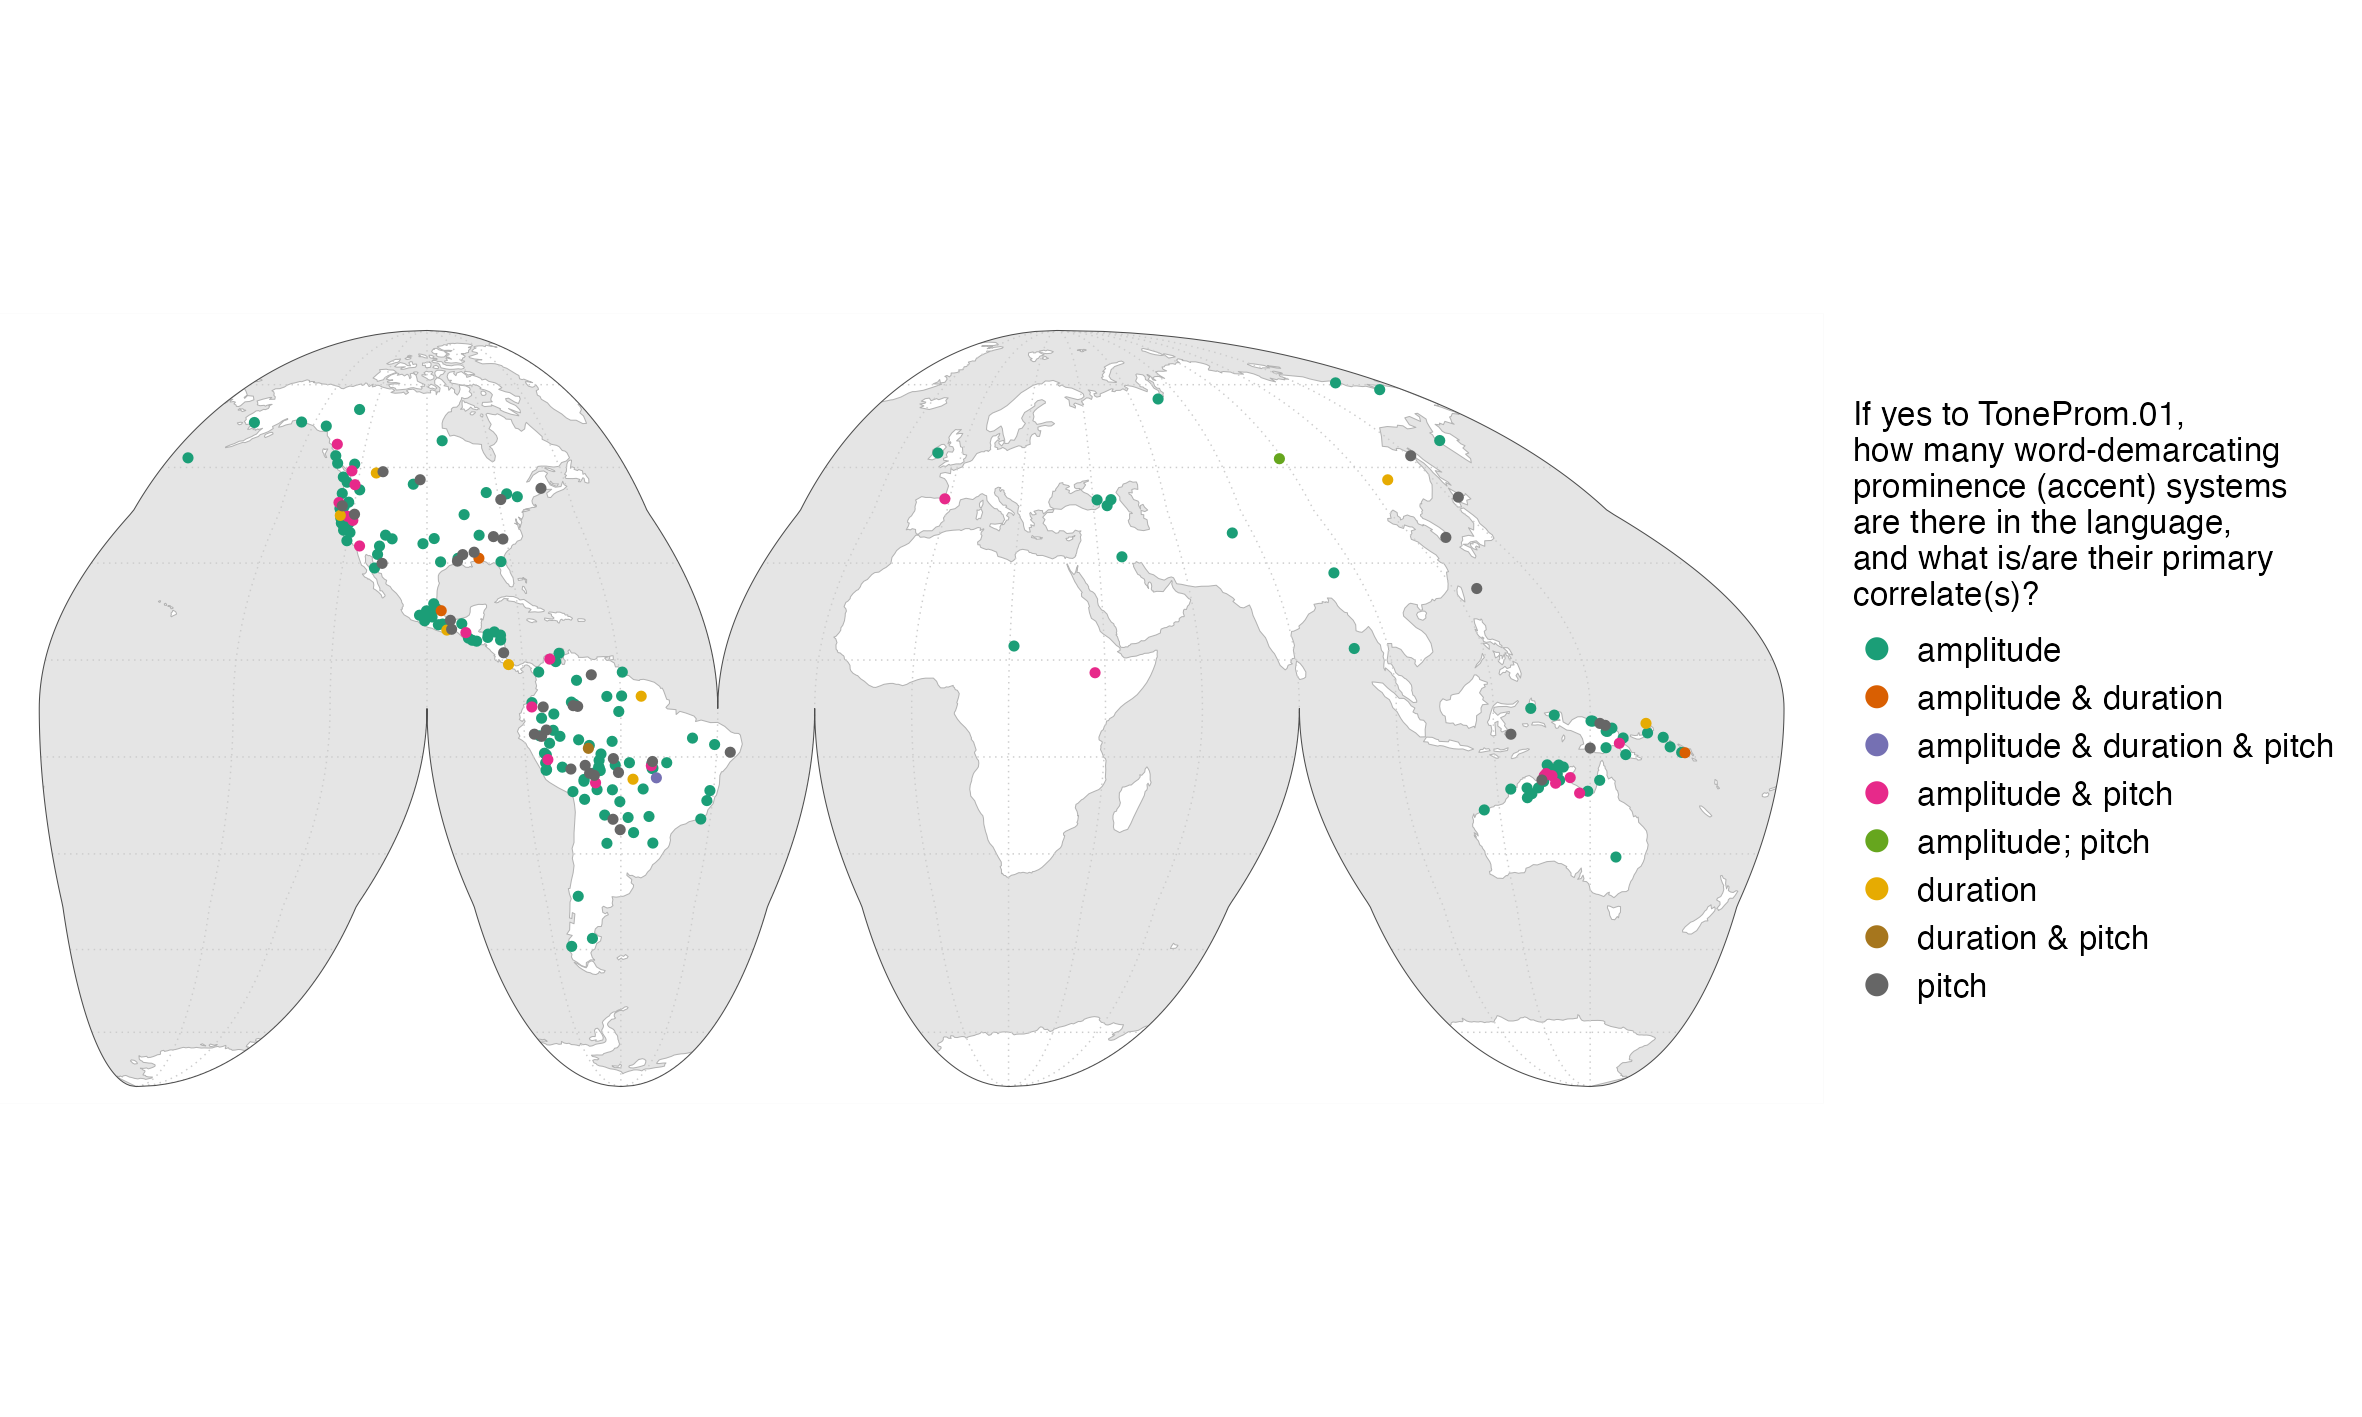 If yes to ToneProm.01,
how many word-demarcating
prominence (accent) systems
are there in the language,
and what is/are their primary
correlate(s)?
amplitude
amplitude & duration
amplitude & duration & pitch
amplitude & pitch
amplitude; pitch
duration
duration & pitch
pitch